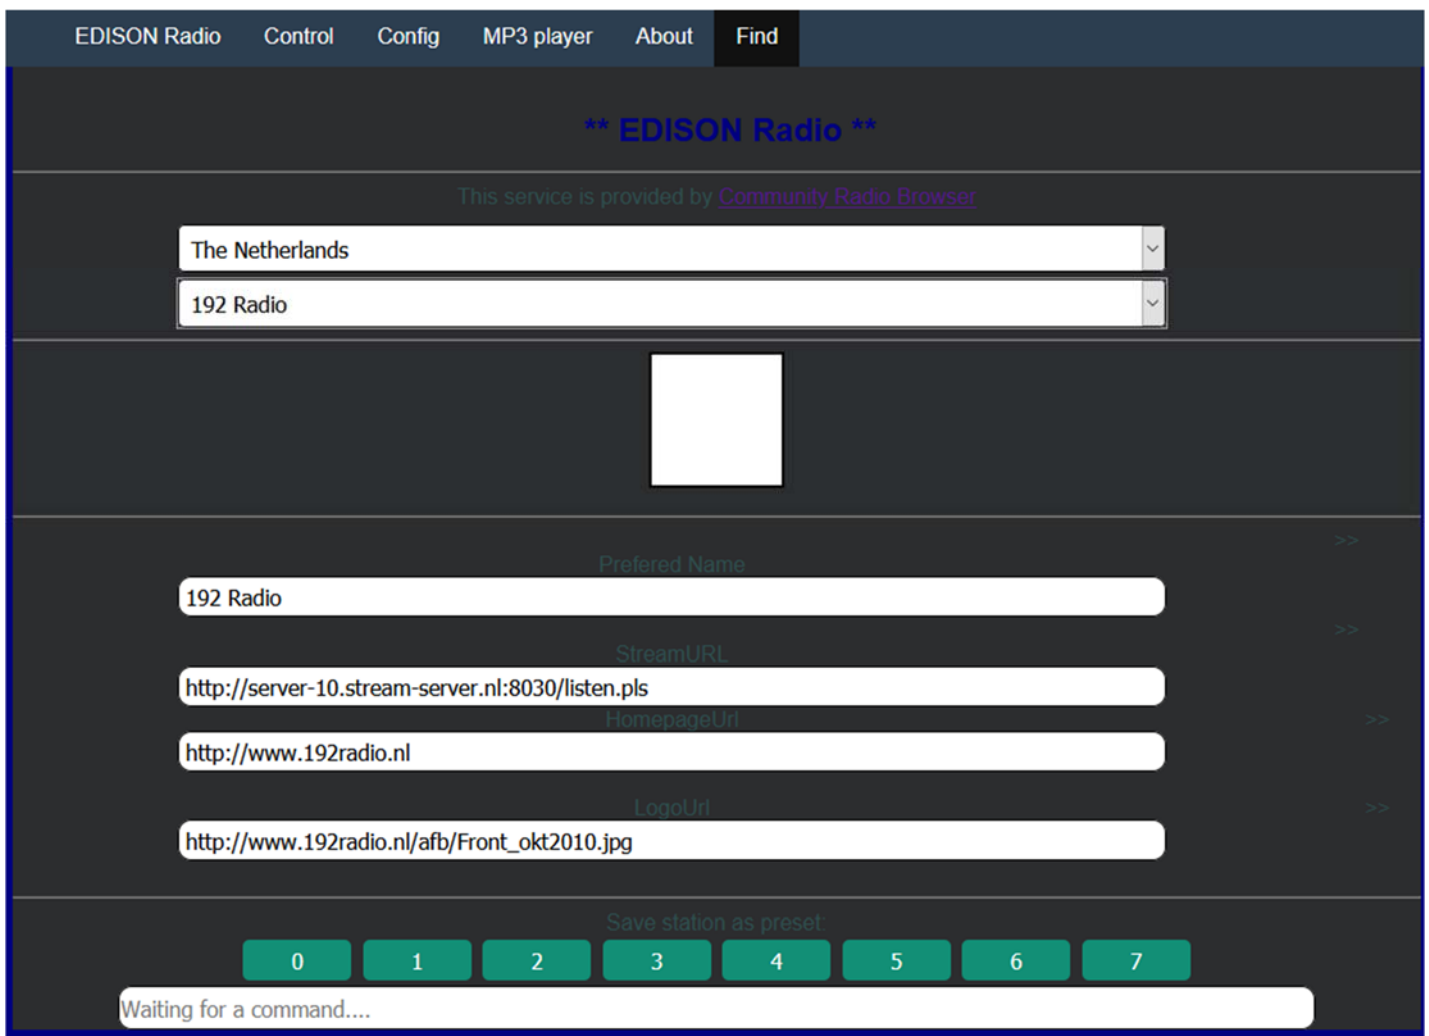 EDISON Radio Control Config MP3 player About Find
** EDISON Radio **
This service is provided by Community Radio Browser
The Netherlands
192 Radio
>>
Prefered Name
192 Radio
>>
StreamURL
http://server-10.stream-server.nl:8030/listen.pls
HomepageUrl >>
http://www.192radio.nl
LogoUrl >>
http://www.192radio.nl/afb/Front_okt2010.jpg
Save station as preset:
0 1 2 3 4 5 6 7
Waiting for a command....